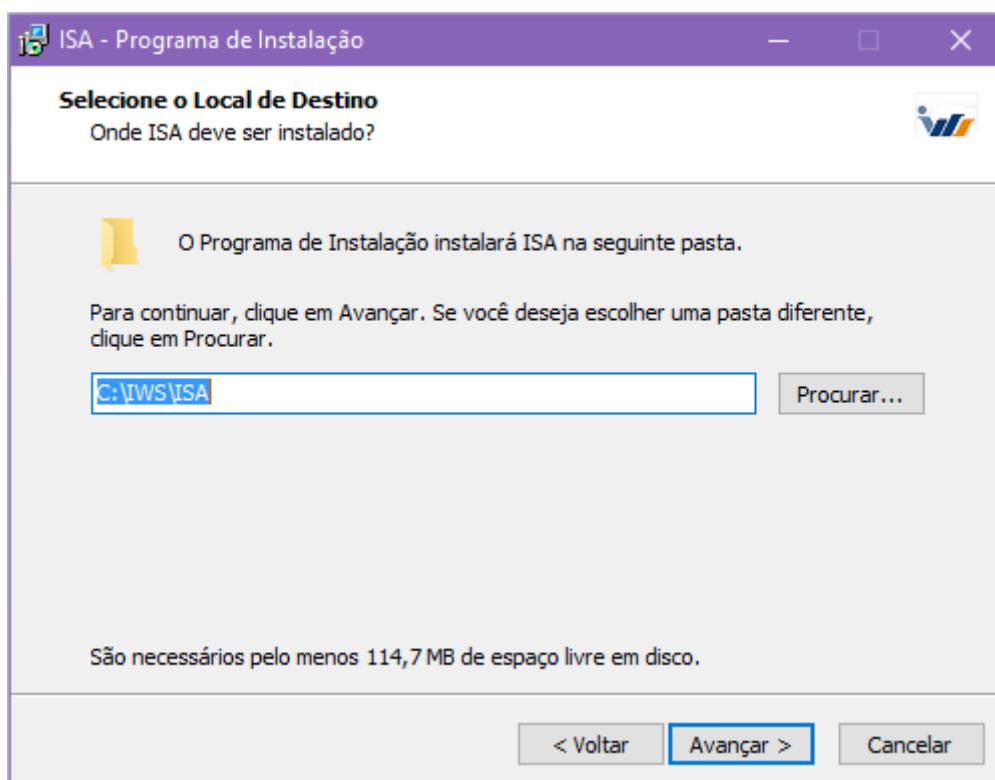 ISA - Programa de Instalação
Selecione o Local de Destino
Onde ISA deve ser instalado?
O Programa de Instalação instalará ISA na seguinte pasta.
Para continuar, clique em Avançar. Se você deseja escolher uma pasta diferente,
clique em Procurar.
C:\IWS\ISA
Procurar...
São necessários pelo menos 114,7 MB de espaço livre em disco.
< Voltar
Avançar >
Cancelar